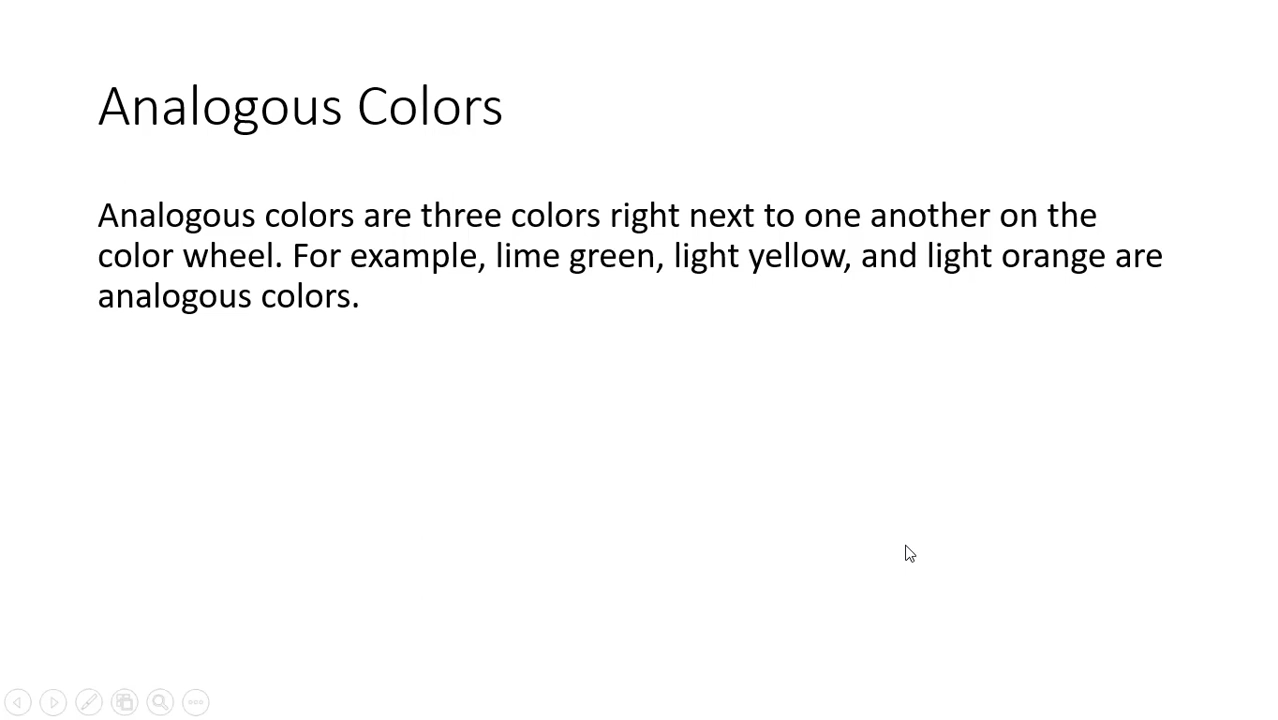 Analogous Colors
Analogous colors are three colors right next to one another on the
color wheel. For example, lime green, light yellow, and light orange are
analogous colors.